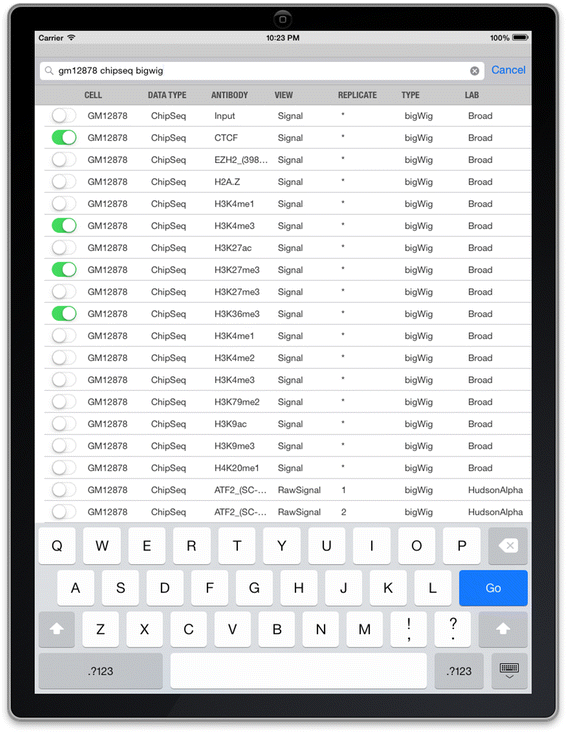 Carrier 10:23 PM 100%
gm12878 chipseq bigwig Cancel
CELL DATA TYPE ANTIBODY VIEW REPLICATE TYPE LAB
GM12878 ChipSeq Input Signal * bigWig Broad
GM12878 ChipSeq CTCF Signal * bigWig Broad
GM12878 ChipSeq EZH2_(398... Signal * bigWig Broad
GM12878 ChipSeq H2A.Z Signal * bigWig Broad
GM12878 ChipSeq H3K4me1 Signal * bigWig Broad
GM12878 ChipSeq H3K4me3 Signal * bigWig Broad
GM12878 ChipSeq H3K27ac Signal * bigWig Broad
GM12878 ChipSeq H3K27me3 Signal * bigWig Broad
GM12878 ChipSeq H3K27me3 Signal * bigWig Broad
GM12878 ChipSeq H3K36me3 Signal * bigWig Broad
GM12878 ChipSeq H3K4me1 Signal * bigWig Broad
GM12878 ChipSeq H3K4me2 Signal * bigWig Broad
GM12878 ChipSeq H3K4me3 Signal * bigWig Broad
GM12878 ChipSeq H3K79me2 Signal * bigWig Broad
GM12878 ChipSeq H3K9ac Signal * bigWig Broad
GM12878 ChipSeq H3K9me3 Signal * bigWig Broad
GM12878 ChipSeq H4K20me1 Signal * bigWig Broad
GM12878 ChipSeq ATF2_(SC-... RawSignal 1 bigWig HudsonAlpha
GM12878 ChipSeq ATF2_(SC-... RawSignal 2 bigWig HudsonAlpha
Q W E R T Y U I O P
A S D F G H J K L Go
Z X C V B N M ! , ? .
.?123 .?123